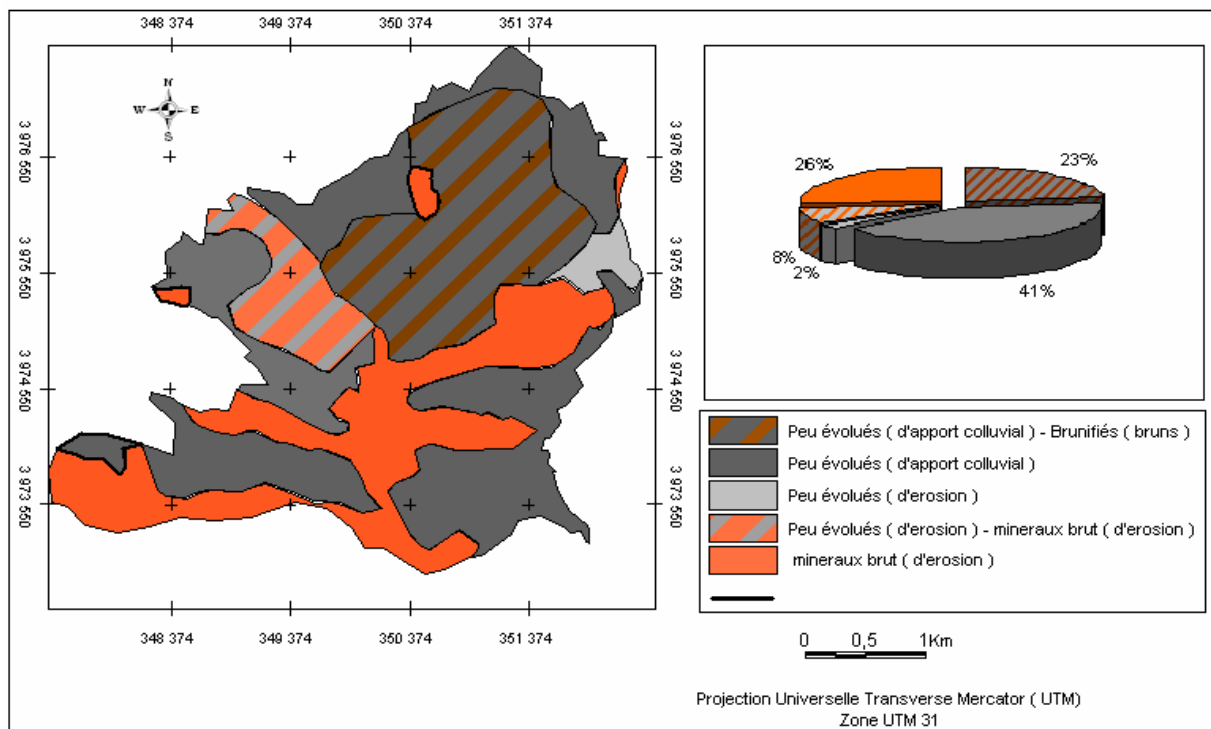 348 374 349 374 350 374 351 374
N
W E
S
3 976 550
3 975 550
3 974 550
3 973 550
3 976 550
3 975 550
3 974 550
3 973 550
348 374 349 374 350 374 351 374
26%
23%
8%
2%
41%
Peu évolués ( d'apport colluvial ) - Brunifiés ( bruns )
Peu évolués ( d'apport colluvial )
Peu évolués ( d'erosion )
Peu évolués ( d'erosion ) - mineraux brut ( d'erosion )
mineraux brut ( d'erosion )
0 0,5 1Km
Projection Universelle Transverse Mercator ( UTM)
Zone UTM 31